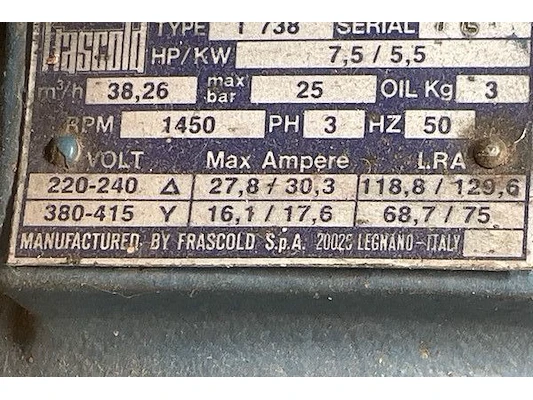 Frascold TYPE 738 SERIAL
HP/KW 7,5 / 5,5
m³/h 38,26 max bar 25 OIL Kg 3
RPM 1450 PH 3 HZ 50
VOLT Max Ampere LRA
220-240 Δ 27,8 / 30,3 118,8 / 129,6
380-415 Y 16,1 / 17,6 68,7 / 75
MANUFACTURED BY FRASCOLD S.p.A. 20025 LEGNANO-ITALY